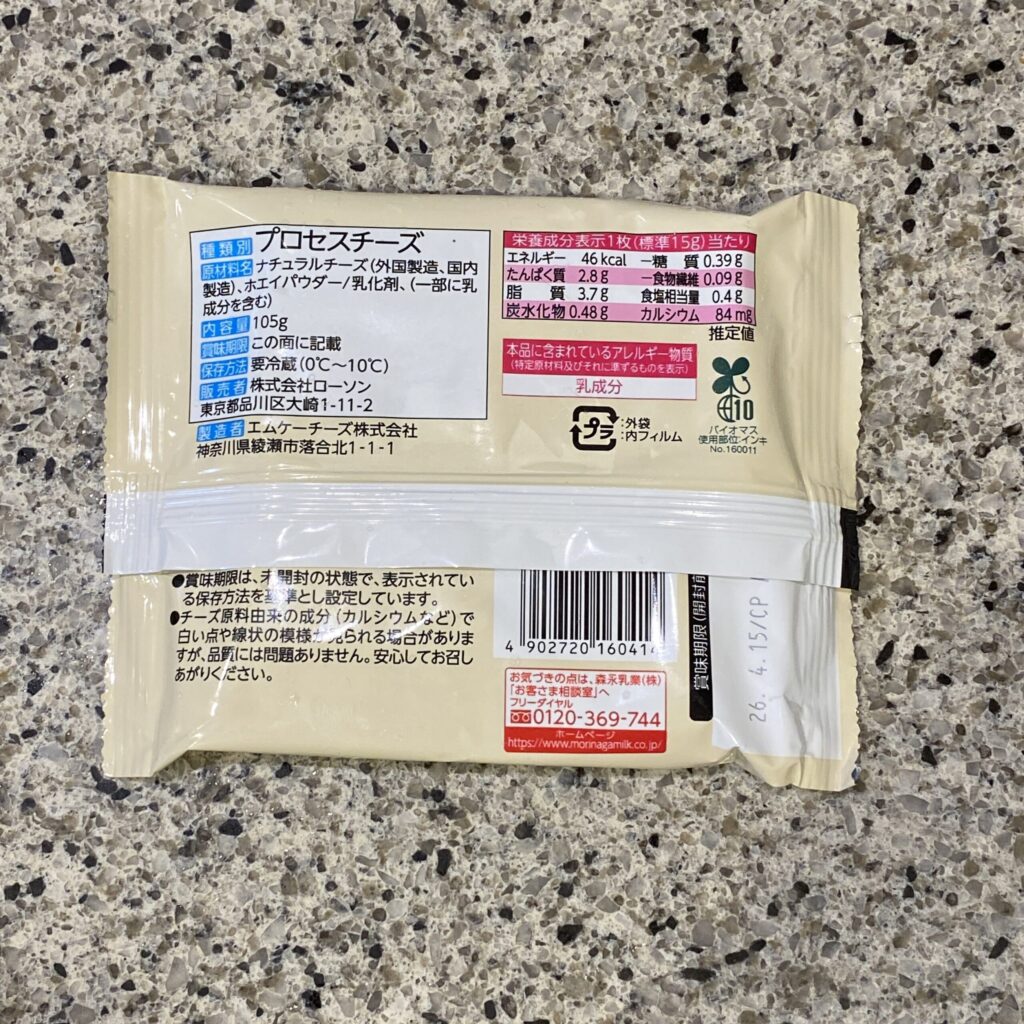 種類別 プロセスチーズ
原材料名 ナチュラルチーズ(外国製造、国内
製造)、ホエイパウダー/乳化剤、(一部に乳
成分を含む)
内容量 105g
賞味期限 この面に記載
保存方法 要冷蔵(0℃〜10℃)
販売者 株式会社ローソン
東京都品川区大崎1-11-2
製造者 エムケーチーズ株式会社
神奈川県綾瀬市落合北1-1-1
栄養成分表示1枚(標準15g)当たり
エネルギー 46kcal −糖質 0.39g
たんぱく質 2.8g −食物繊維 0.09g
脂質 3.7g 食塩相当量 0.4g
炭水化物 0.48g カルシウム 84mg
推定値
本品に含まれているアレルギー物質
(特定原材料及びそれに準ずるものを表示)
乳成分
プラ :外袋
:内フィルム
10
バイオマス
使用部位:インキ
No.160011
●賞味期限は、未開封の状態で、表示されてい
る保存方法を基準とし設定しています。
●チーズ原料由来の成分(カルシウムなど)で
白い点や線状の模様が見られる場合がありま
すが、品質には問題ありません。安心してお召し
あがりください。
4 902720 160414
お気づきの点は、森永乳業(株)
「お客さま相談室」へ
フリーダイヤル
0120-369-744
ホームページ
https://www.morinagamilk.co.jp/
賞味期限(開封前
26. 4.15/CP